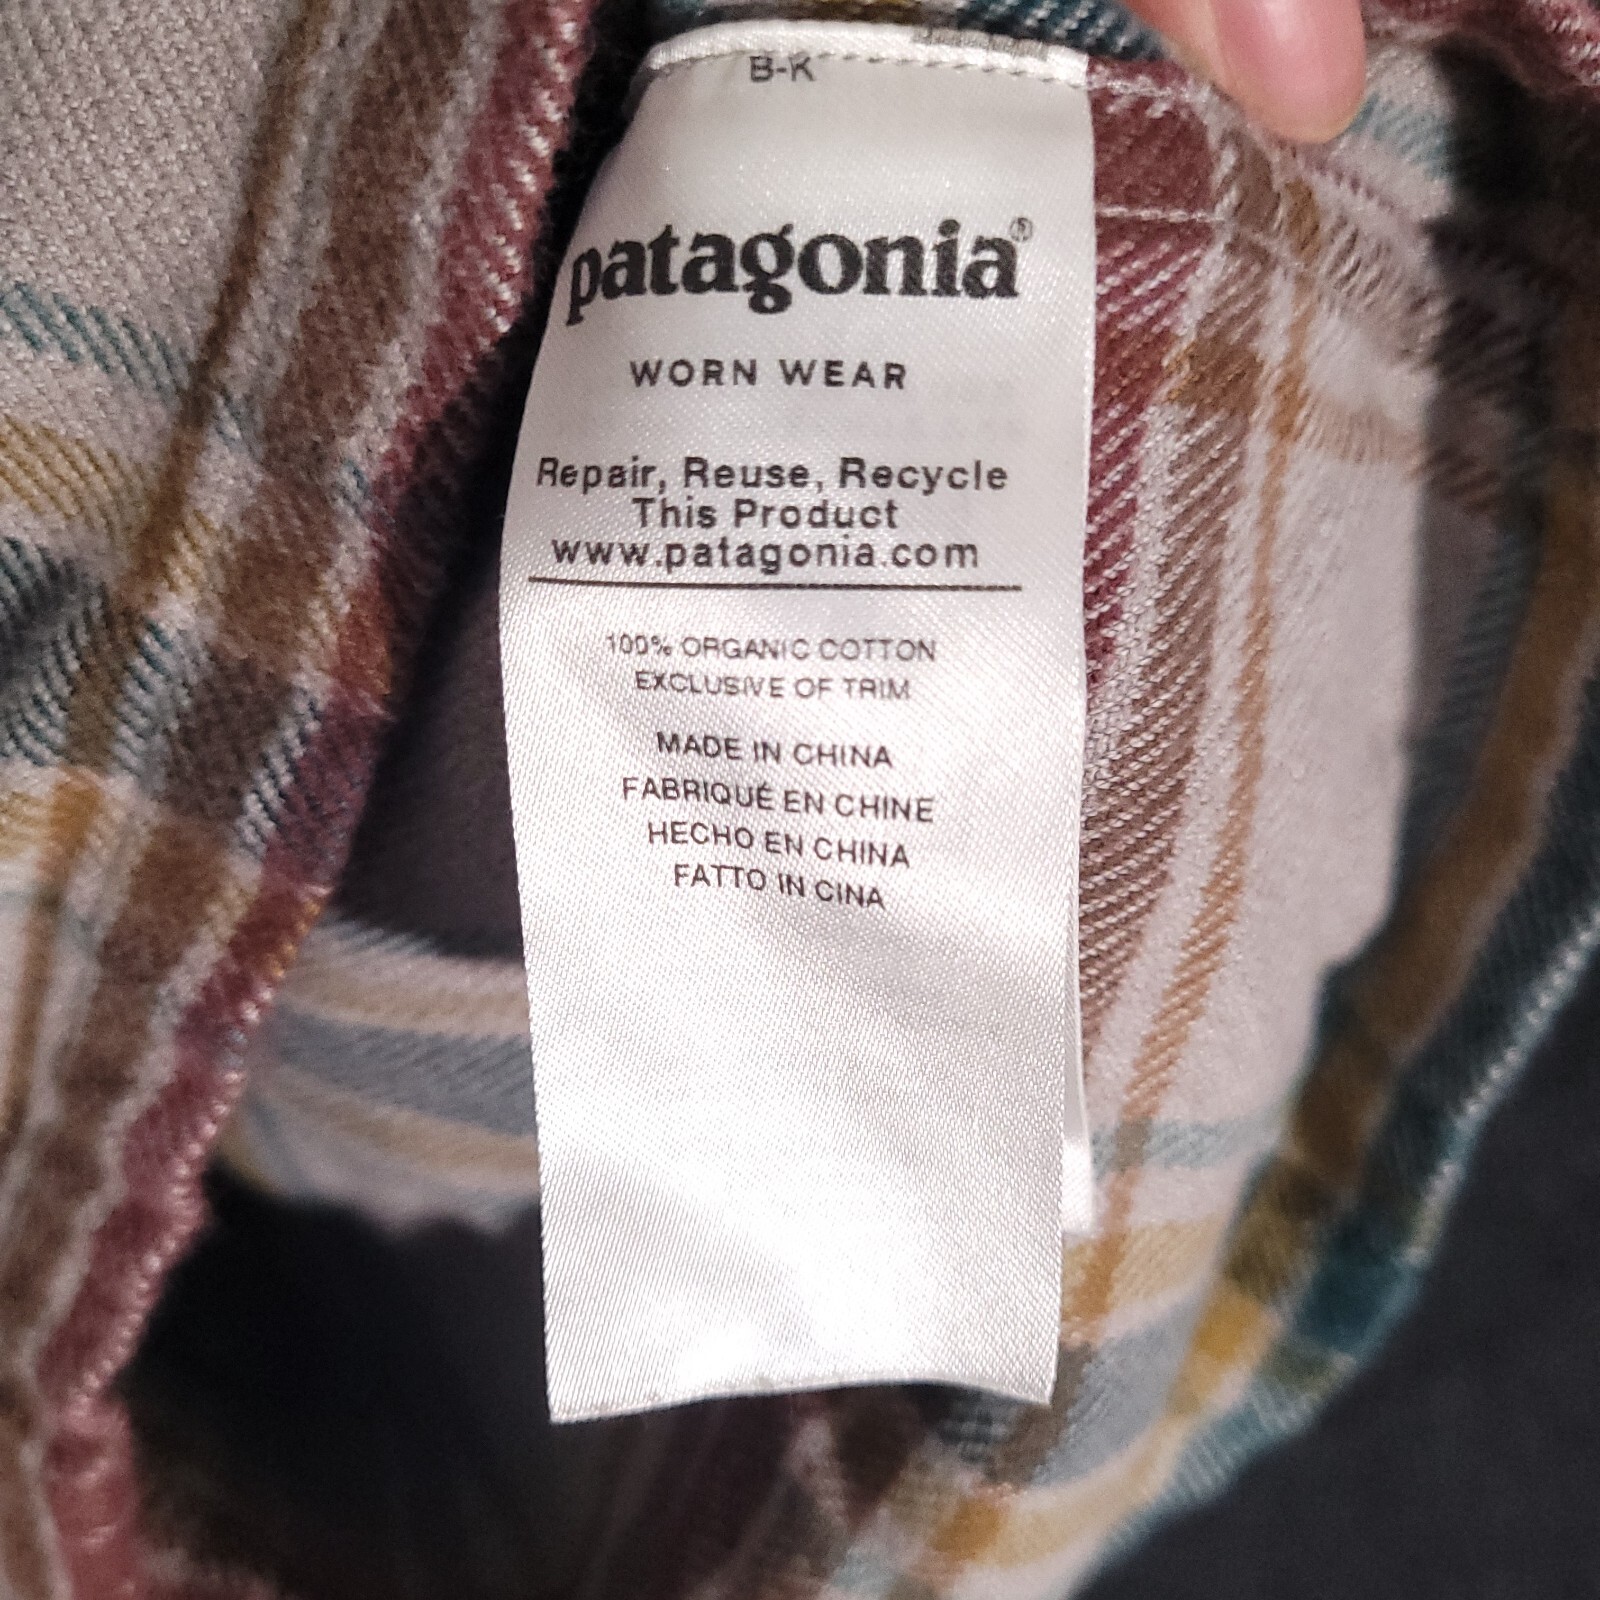 B-K
patagonia®
WORN WEAR
Repair, Reuse, Recycle
This Product
www.patagonia.com
100% ORGANIC COTTON
EXCLUSIVE OF TRIM
MADE IN CHINA
FABRIQUÉ EN CHINE
HECHO EN CHINA
FATTO IN CINA